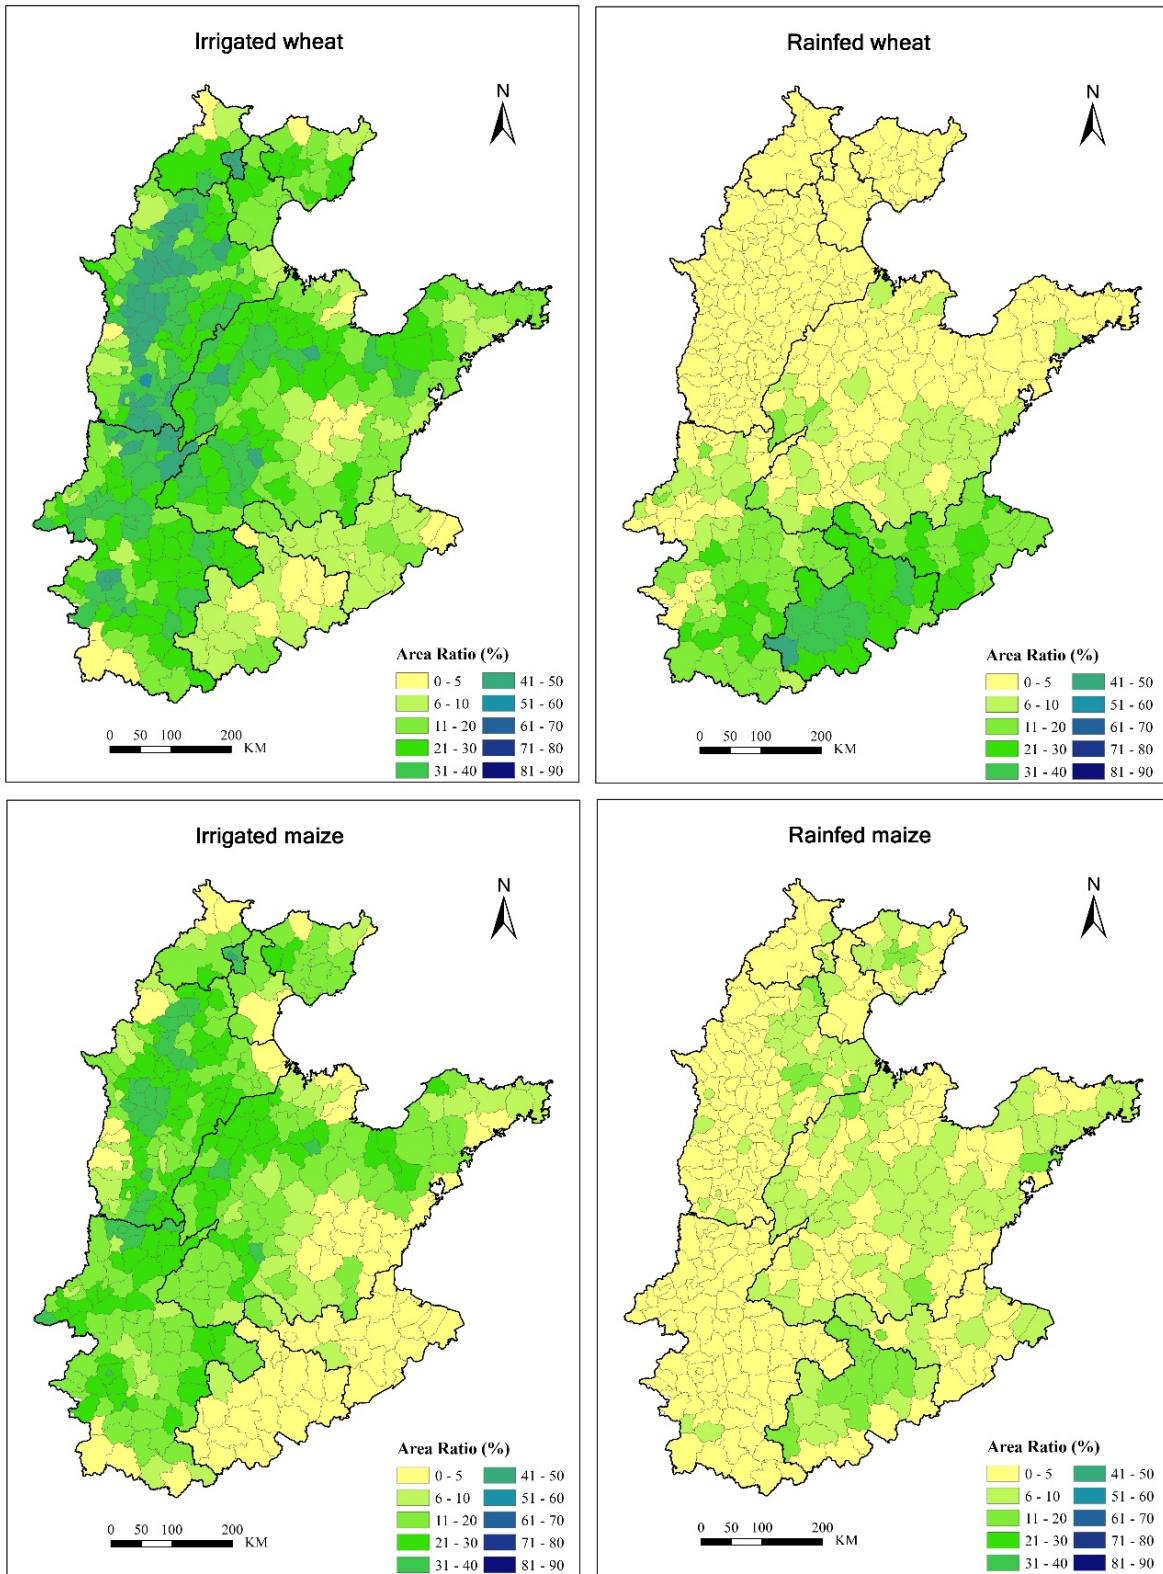 Irrigated wheat
N
Area Ratio (%)
0 - 5 41 - 50
6 - 10 51 - 60
11 - 20 61 - 70
21 - 30 71 - 80
31 - 40 81 - 90
0 50 100 200
KM
Rainfed wheat
N
Area Ratio (%)
0 - 5 41 - 50
6 - 10 51 - 60
11 - 20 61 - 70
21 - 30 71 - 80
31 - 40 81 - 90
0 50 100 200
KM
Irrigated maize
N
Area Ratio (%)
0 - 5 41 - 50
6 - 10 51 - 60
11 - 20 61 - 70
21 - 30 71 - 80
31 - 40 81 - 90
0 50 100 200
KM
Rainfed maize
N
Area Ratio (%)
0 - 5 41 - 50
6 - 10 51 - 60
11 - 20 61 - 70
21 - 30 71 - 80
31 - 40 81 - 90
0 50 100 200
KM